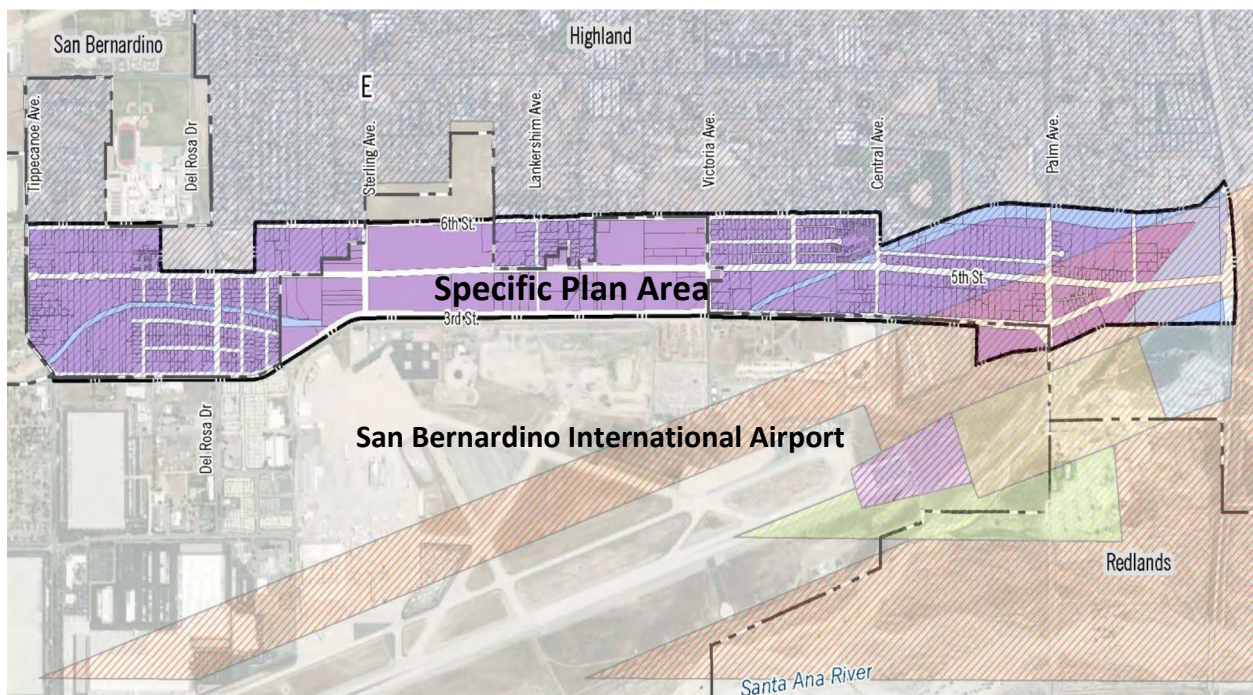 San Bernardino
Highland
E
Tippecanoe Ave.
Del Rosa Dr
Sterling Ave.
Lankershim Ave.
Victoria Ave.
Central Ave.
Palm Ave.
6th St.
Specific Plan Area
5th St.
3rd St.
Del Rosa Dr
San Bernardino International Airport
Redlands
Santa Ana River